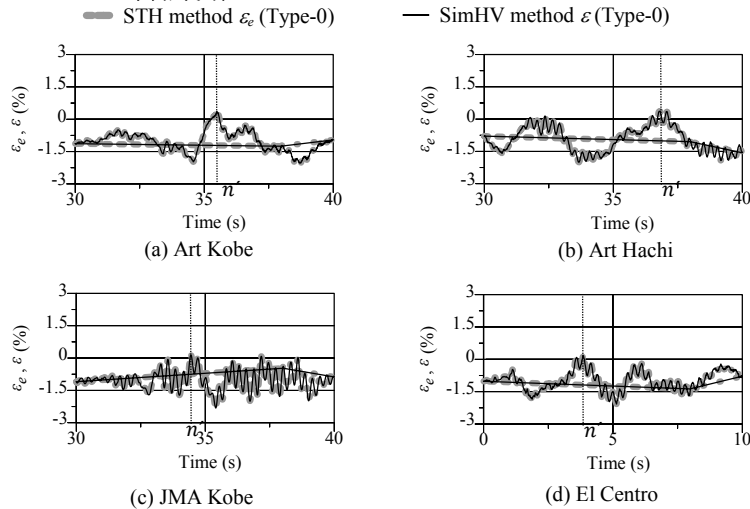 STH method εe (Type-0) SimHV method ε (Type-0)
3
1.5
0
-1.5
-3
εe , ε (%)
30 35 40
n'
Time (s)
(a) Art Kobe
3
1.5
0
-1.5
-3
εe , ε (%)
30 35 40
n'
Time (s)
(b) Art Hachi
3
1.5
0
-1.5
-3
εe , ε (%)
30 35 40
n'
Time (s)
(c) JMA Kobe
3
1.5
0
-1.5
-3
εe , ε (%)
0 5 10
n'
Time (s)
(d) El Centro